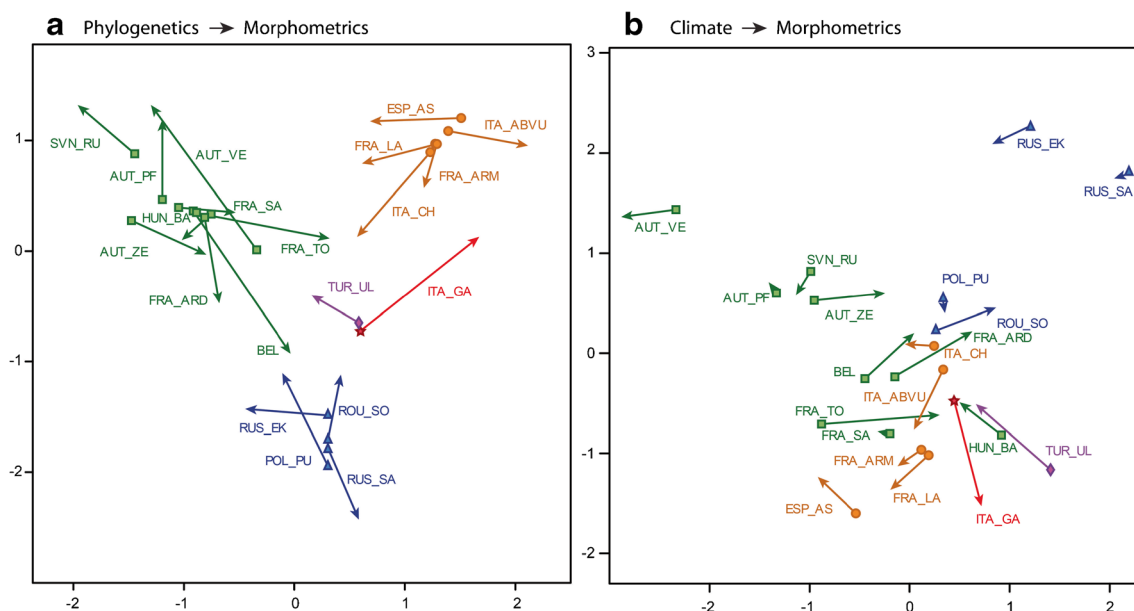 a Phylogenetics → Morphometrics
1
0
-1
-2
-2 -1 0 1 2
SVN_RU
AUT_PF
AUT_VE
HUN_BA
FRA_SA
AUT_ZE
FRA_TO
FRA_ARD
BEL
ESP_AS
ITA_ABVU
FRA_LA
FRA_ARM
ITA_CH
TUR_UL
ITA_GA
ROU_SO
RUS_EK
POL_PU
RUS_SA
b Climate → Morphometrics
3
2
1
0
-1
-2
-2 -1 0 1 2
RUS_EK
RUS_SA
AUT_VE
SVN_RU
AUT_PF
AUT_ZE
POL_PU
ROU_SO
FRA_ARD
ITA_CH
BEL
ITA_ABVU
FRA_TO
FRA_SA
HUN_BA
TUR_UL
FRA_ARM
FRA_LA
ESP_AS
ITA_GA